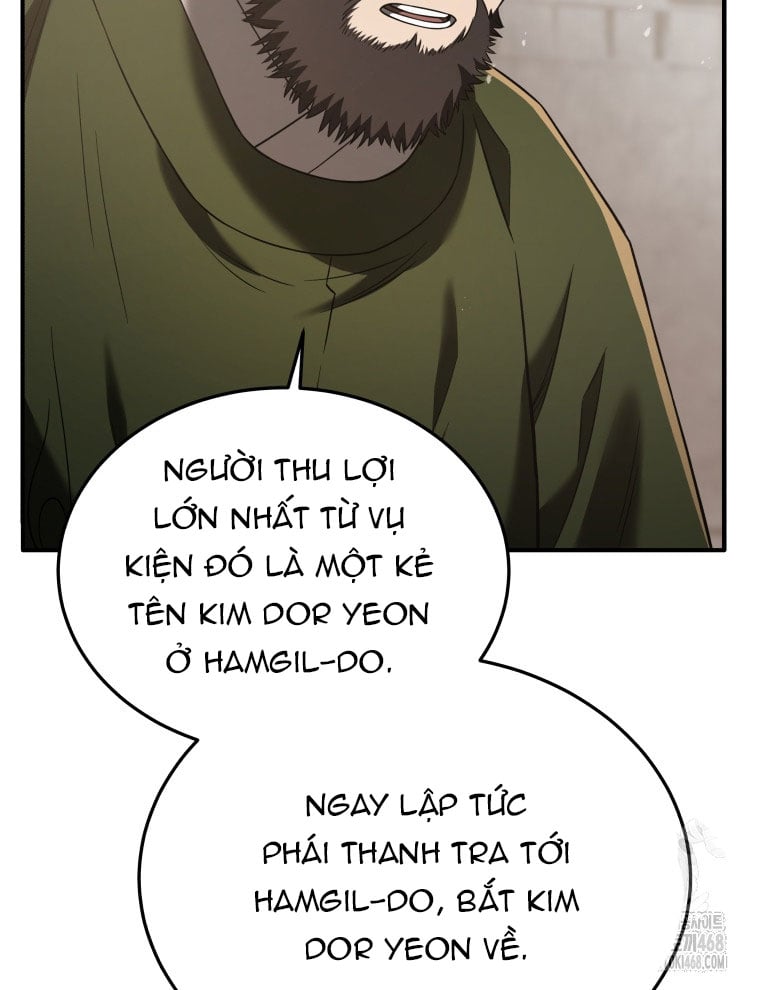 NGƯỜI THU LỢI
LỚN NHẤT TỪ VỤ
KIỆN ĐÓ LÀ MỘT KẺ
TÊN KIM DOR YEON
Ở HAMGIL-DO.
NGAY LẬP TỨC
PHÁI THANH TRA TỚI
HAMGIL-DO, BẮT KIM
DOR YEON VỀ.